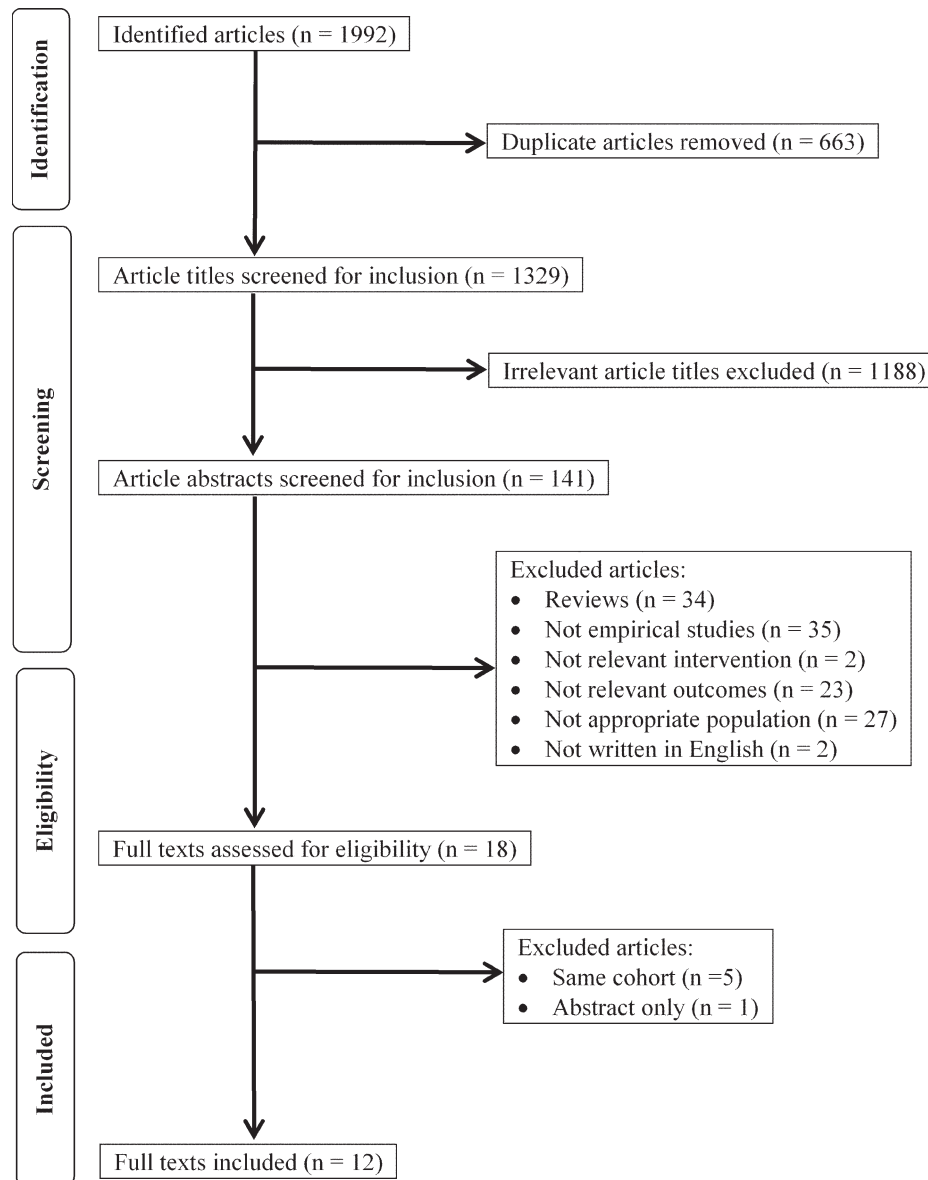 Identification
Identified articles (n = 1992)
Duplicate articles removed (n = 663)
Screening
Article titles screened for inclusion (n = 1329)
Irrelevant article titles excluded (n = 1188)
Article abstracts screened for inclusion (n = 141)
Excluded articles:
• Reviews (n = 34)
• Not empirical studies (n = 35)
• Not relevant intervention (n = 2)
• Not relevant outcomes (n = 23)
• Not appropriate population (n = 27)
• Not written in English (n = 2)
Eligibility
Full texts assessed for eligibility (n = 18)
Excluded articles:
• Same cohort (n =5)
• Abstract only (n = 1)
Included
Full texts included (n = 12)